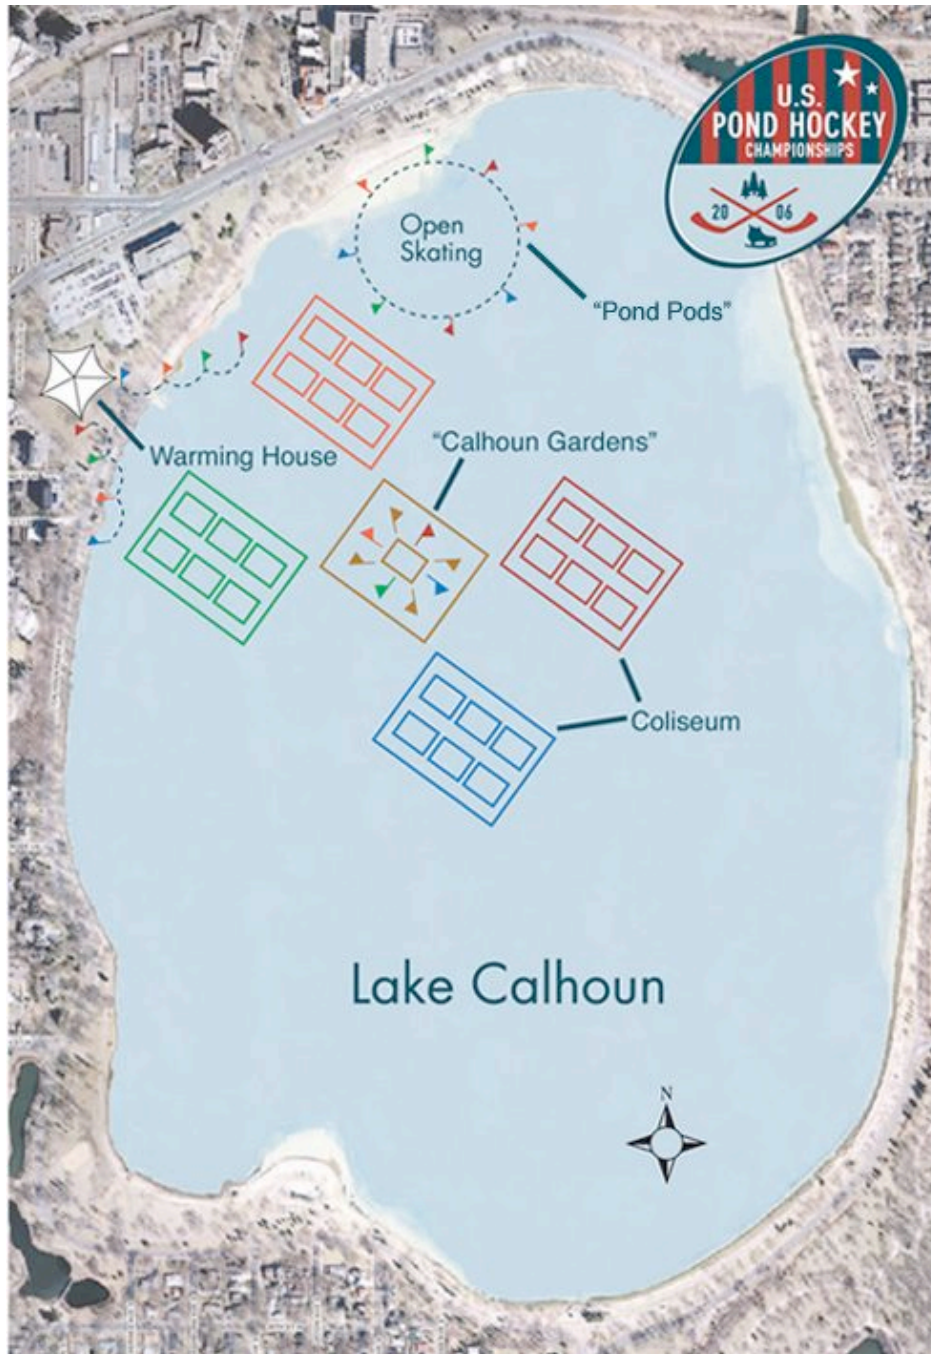 U.S.
POND HOCKEY
CHAMPIONSHIPS
20 06
Open
Skating
“Pond Pods”
“Calhoun Gardens”
Warming House
Coliseum
Lake Calhoun
N